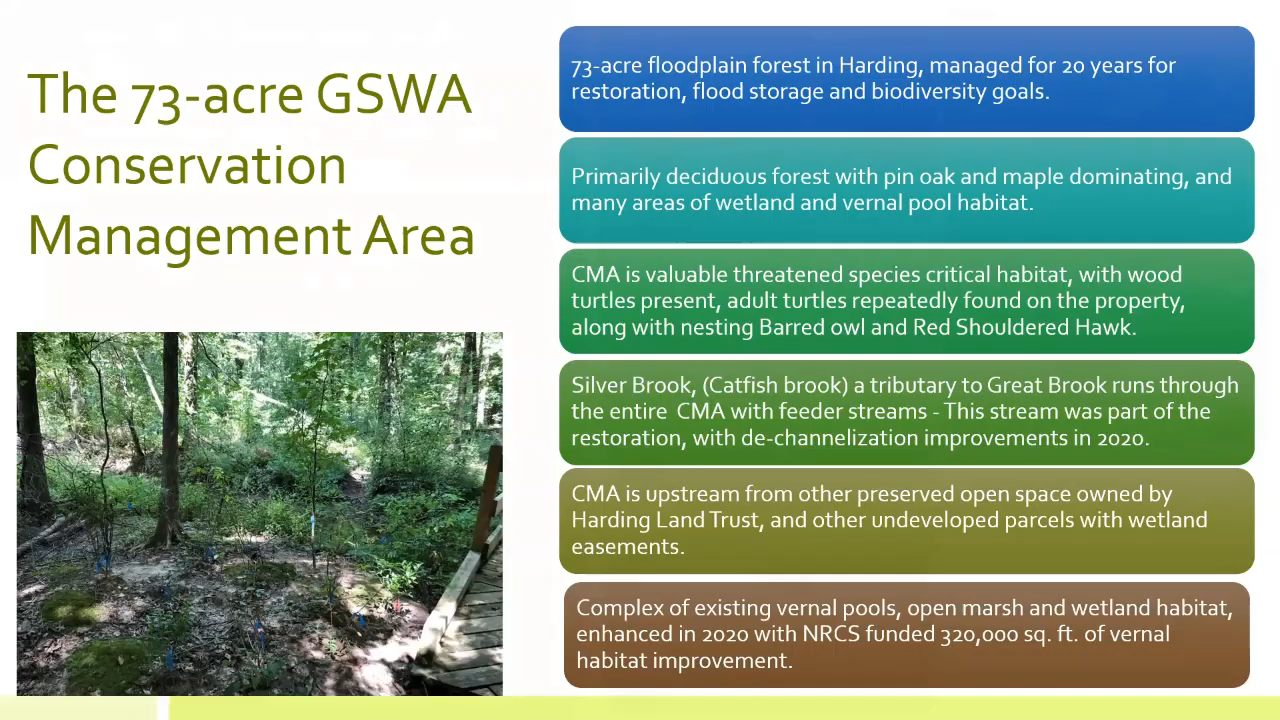 The 73-acre GSWA
Conservation
Management Area
73-acre floodplain forest in Harding, managed for 20 years for
restoration, flood storage and biodiversity goals.
Primarily deciduous forest with pin oak and maple dominating, and
many areas of wetland and vernal pool habitat.
CMA is valuable threatened species critical habitat, with wood
turtles present, adult turtles repeatedly found on the property,
along with nesting Barred owl and Red Shouldered Hawk.
Silver Brook, (Catfish brook) a tributary to Great Brook runs through
the entire  CMA with feeder streams - This stream was part of the
restoration, with de-channelization improvements in 2020.
CMA is upstream from other preserved open space owned by
Harding Land Trust, and other undeveloped parcels with wetland
easements.
Complex of existing vernal pools, open marsh and wetland habitat,
enhanced in 2020 with NRCS funded 320,000 sq. ft. of vernal
habitat improvement.